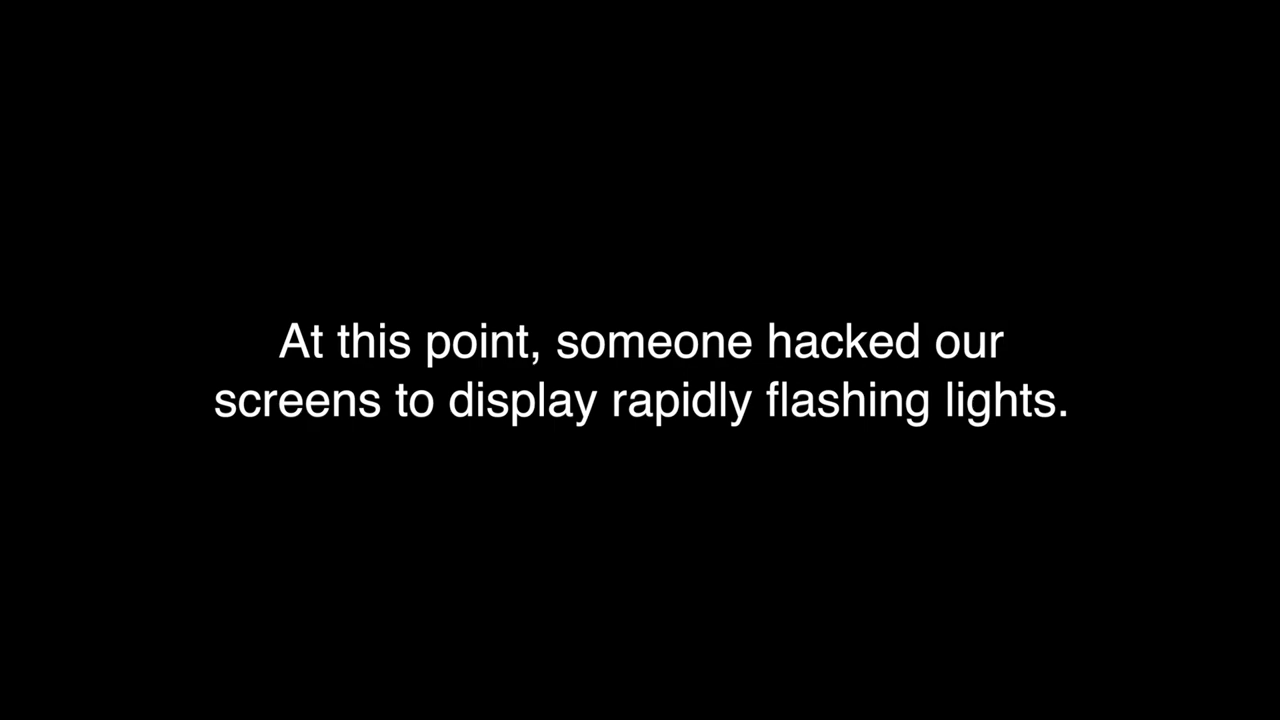 At this point, someone hacked our
screens to display rapidly flashing lights.